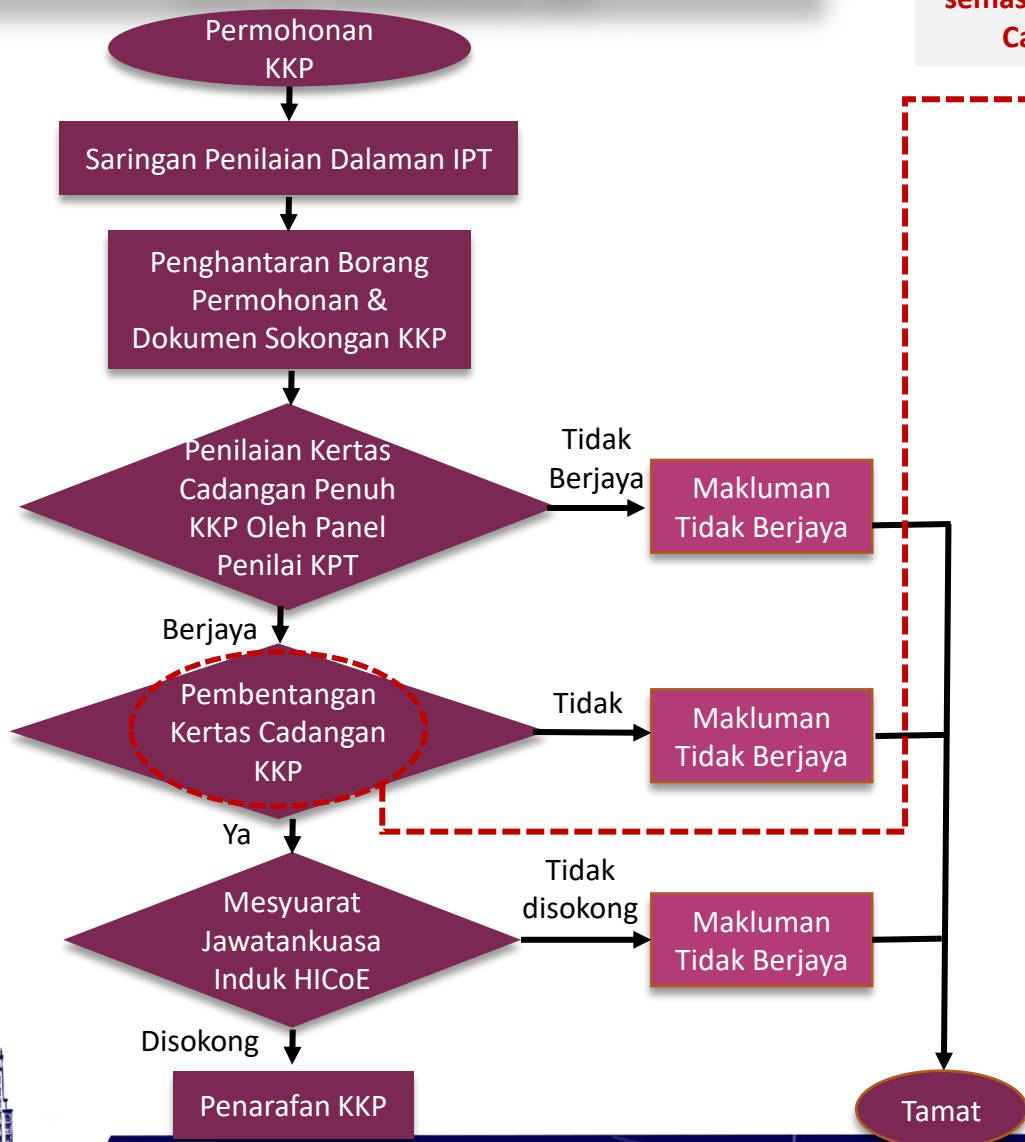 semas
Ca
Permohonan
KKP
Saringan Penilaian Dalaman IPT
Penghantaran Borang
Permohonan &
Dokumen Sokongan KKP
Penilaian Kertas
Cadangan Penuh
KKP Oleh Panel
Penilai KPT
Tidak
Berjaya
Makluman
Tidak Berjaya
Berjaya
Pembentangan
Kertas Cadangan
KKP
Tidak
Makluman
Tidak Berjaya
Ya
Mesyuarat
Jawatankuasa
Induk HICoE
Tidak
disokong
Makluman
Tidak Berjaya
Disokong
Penarafan KKP
Tamat